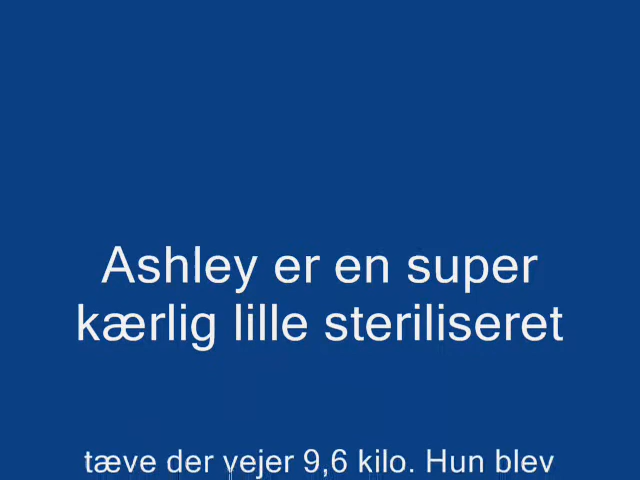 Ashley er en super
kærlig lille steriliseret
tæve der vejer 9,6 kilo. Hun blev